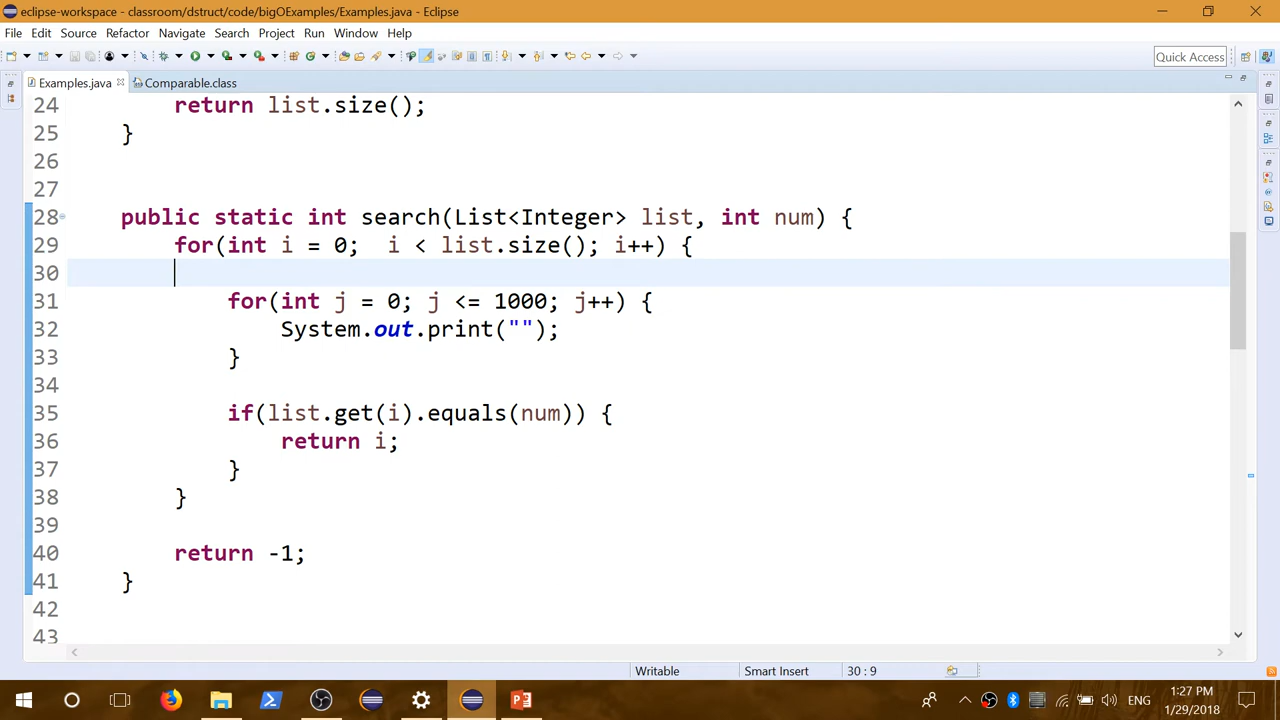 eclipse-workspace - classroom/dstruct/code/bigOExamples/Examples.java - Eclipse
File Edit Source Refactor Navigate Search Project Run Window Help
Quick Access
Examples.java Comparable.class
24 return list.size();
25 }
26
27
28 public static int search(List<Integer> list, int num) {
29 for(int i = 0;  i < list.size(); i++) {
30
31 for(int j = 0; j <= 1000; j++) {
32 System.out.print("");
33 }
34
35 if(list.get(i).equals(num)) {
36 return i;
37 }
38 }
39
40 return -1;
41 }
42
43
Writable Smart Insert 30 : 9
ENG 1:27 PM
1/29/2018